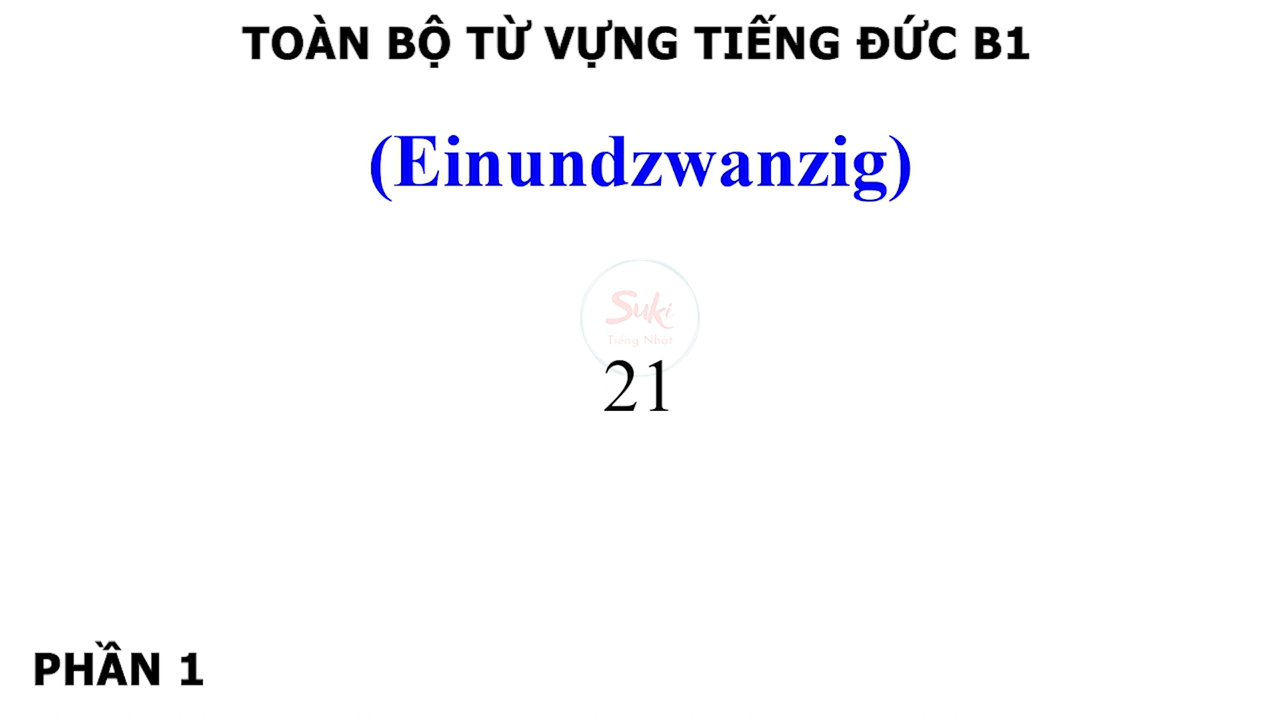 TOÀN BỘ TỪ VỰNG TIẾNG ĐỨC B1
(Einundzwanzig)
Suki
Tiếng Nhật
21
PHẦN 1